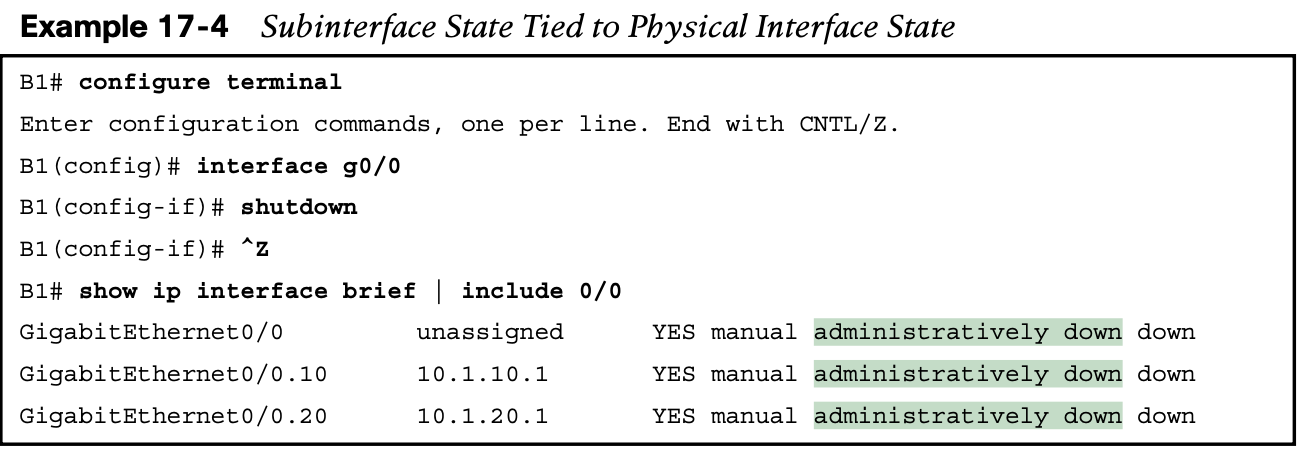 Example 17-4 Subinterface State Tied to Physical Interface State
B1# configure terminal
Enter configuration commands, one per line. End with CNTL/Z.
B1(config)# interface g0/0
B1(config-if)# shutdown
B1(config-if)# ^Z
B1# show ip interface brief | include 0/0
GigabitEthernet0/0 unassigned YES manual administratively down down
GigabitEthernet0/0.10 10.1.10.1 YES manual administratively down down
GigabitEthernet0/0.20 10.1.20.1 YES manual administratively down down